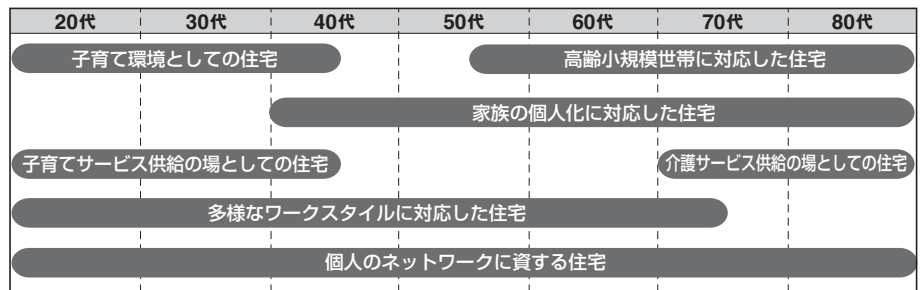 20代 30代 40代 50代 60代 70代 80代
子育て環境としての住宅 高齢小規模世帯に対応した住宅
家族の個人化に対応した住宅
子育てサービス供給の場としての住宅 介護サービス供給の場としての住宅
多様なワークスタイルに対応した住宅
個人のネットワークに資する住宅